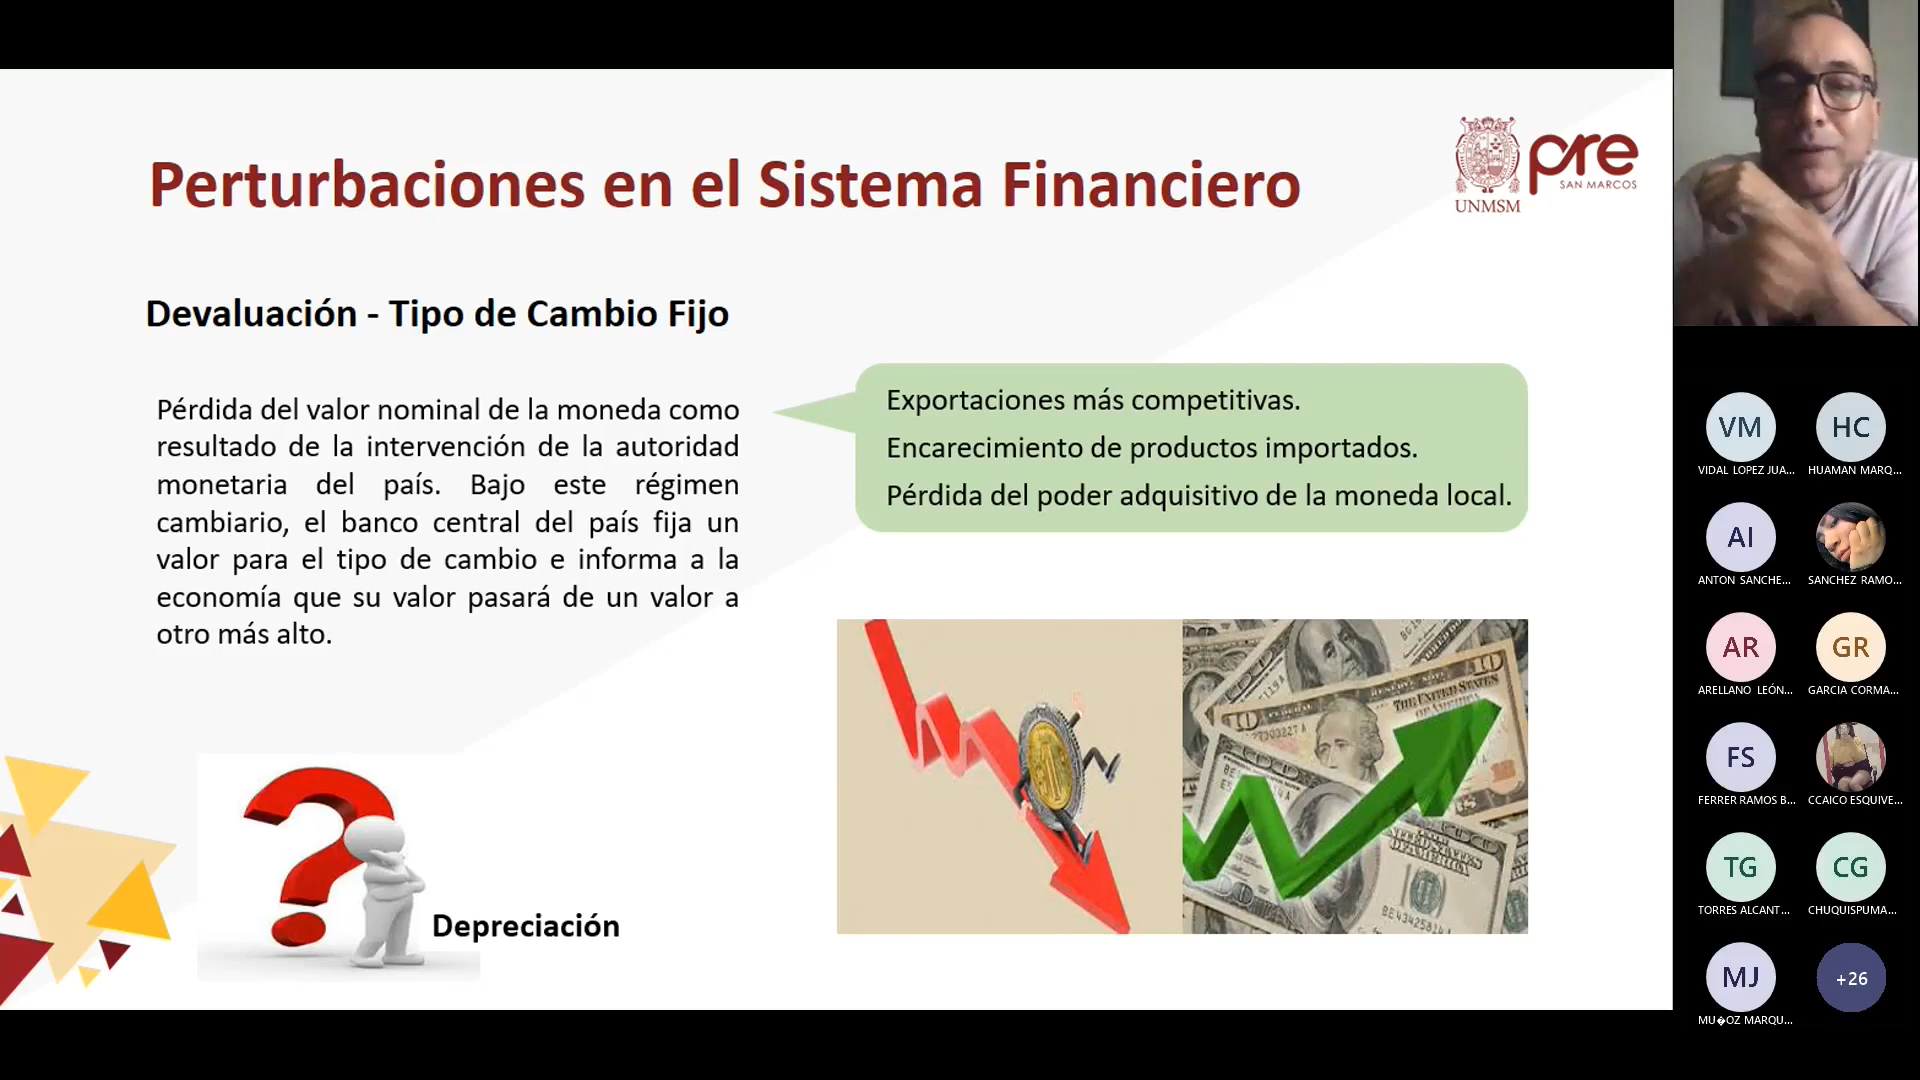 Perturbaciones en el Sistema Financiero
UNMSM
pre
SAN MARCOS
Devaluación - Tipo de Cambio Fijo
Pérdida del valor nominal de la moneda como
resultado de la intervención de la autoridad
monetaria del país. Bajo este régimen
cambiario, el banco central del país fija un
valor para el tipo de cambio e informa a la
economía que su valor pasará de un valor a
otro más alto.
Exportaciones más competitivas.
Encarecimiento de productos importados.
Pérdida del poder adquisitivo de la moneda local.
Depreciación
VM
VIDAL LOPEZ JUA...
HC
HUAMAN MARQ...
AI
ANTON SANCHE...
SANCHEZ RAMO...
AR
ARELLANO LEÓN...
GR
GARCIA CORMA...
FS
FERRER RAMOS B...
CCAICO ESQUIVE...
TG
TORRES ALCANT...
CG
CHUQUISPUMA...
MJ
MU�OZ MARQU...
+26